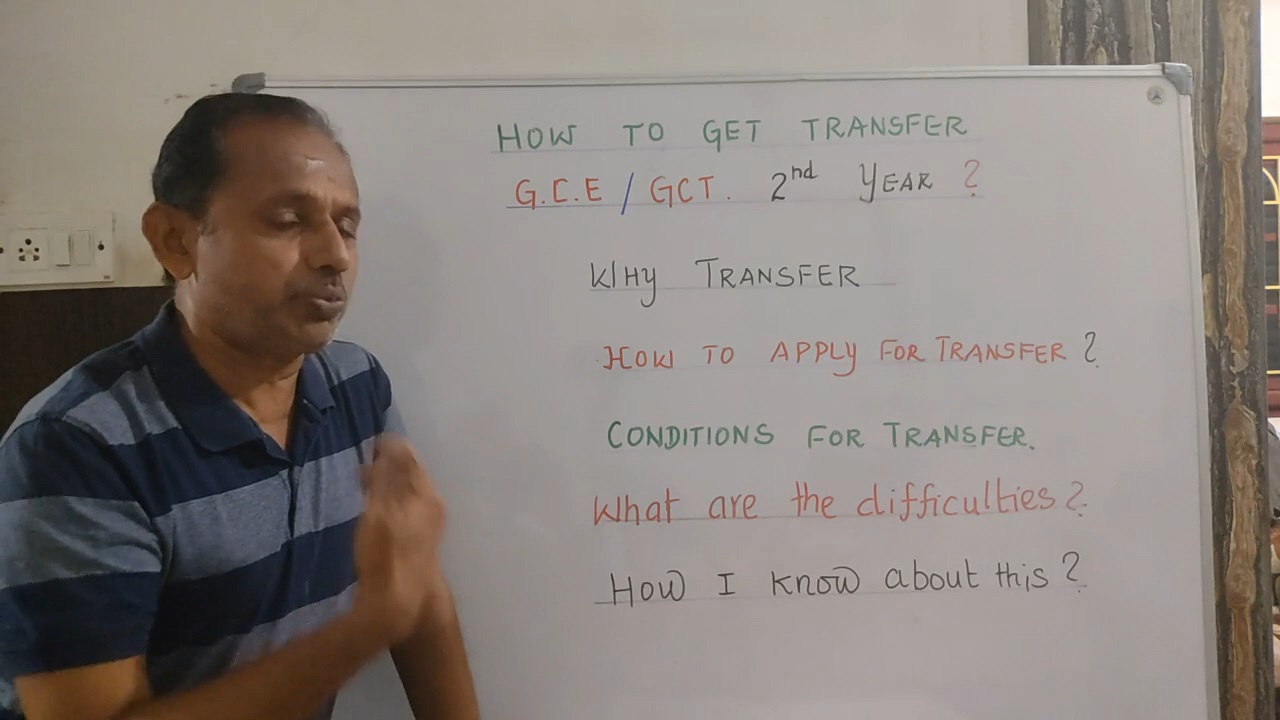 HOW TO GET TRANSFER
G.C.E / GCT. 2nd YEAR ?
WHY TRANSFER
HOW TO APPLY FOR TRANSFER ?
CONDITIONS FOR TRANSFER.
What are the difficulties ?
How I know about this ?